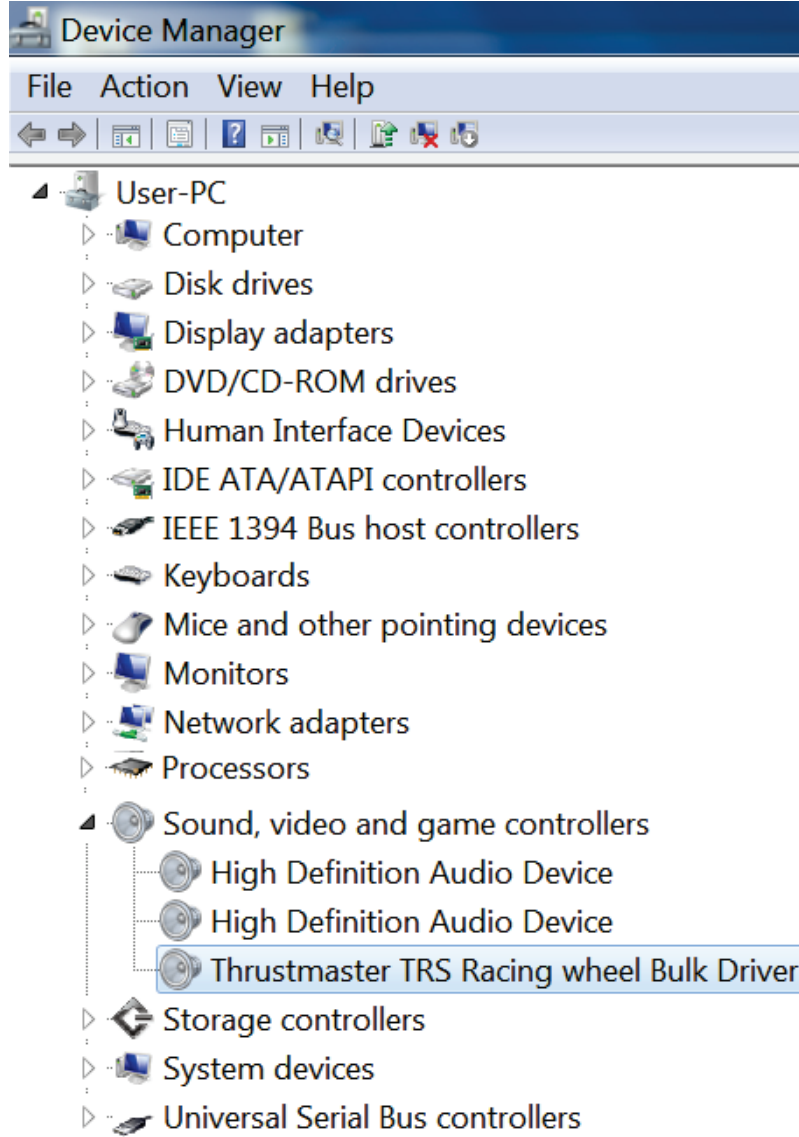 Device Manager
File Action View Help
User-PC
Computer
Disk drives
Display adapters
DVD/CD-ROM drives
Human Interface Devices
IDE ATA/ATAPI controllers
IEEE 1394 Bus host controllers
Keyboards
Mice and other pointing devices
Monitors
Network adapters
Processors
Sound, video and game controllers
High Definition Audio Device
High Definition Audio Device
Thrustmaster TRS Racing wheel Bulk Driver
Storage controllers
System devices
Universal Serial Bus controllers